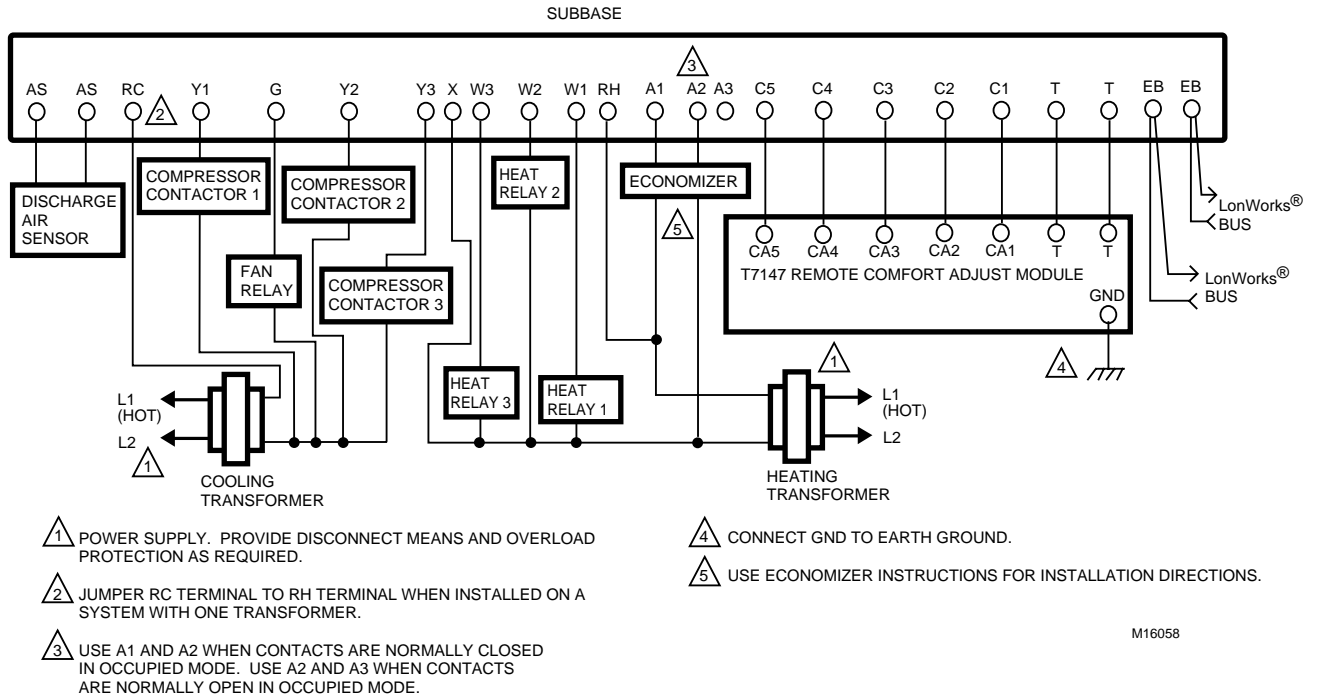 SUBBASE
3
AS AS RC Y1 G Y2 Y3 X W3 W2 W1 RH A1 A2 A3 C5 C4 C3 C2 C1 T T EB EB
2
DISCHARGE
AIR
SENSOR
COMPRESSOR
CONTACTOR 1
FAN
RELAY
COMPRESSOR
CONTACTOR 2
COMPRESSOR
CONTACTOR 3
HEAT
RELAY 2
ECONOMIZER
5
LonWorks®
BUS
LonWorks®
BUS
CA5 CA4 CA3 CA2 CA1 T T
T7147 REMOTE COMFORT ADJUST MODULE
GND
4
HEAT
RELAY 3
HEAT
RELAY 1
1
L1
(HOT)
L2
1
COOLING
TRANSFORMER
L1
(HOT)
L2
HEATING
TRANSFORMER
1 POWER SUPPLY. PROVIDE DISCONNECT MEANS AND OVERLOAD
PROTECTION AS REQUIRED.
2 JUMPER RC TERMINAL TO RH TERMINAL WHEN INSTALLED ON A
SYSTEM WITH ONE TRANSFORMER.
3 USE A1 AND A2 WHEN CONTACTS ARE NORMALLY CLOSED
IN OCCUPIED MODE. USE A2 AND A3 WHEN CONTACTS
ARE NORMALLY OPEN IN OCCUPIED MODE.
4 CONNECT GND TO EARTH GROUND.
5 USE ECONOMIZER INSTRUCTIONS FOR INSTALLATION DIRECTIONS.
M16058